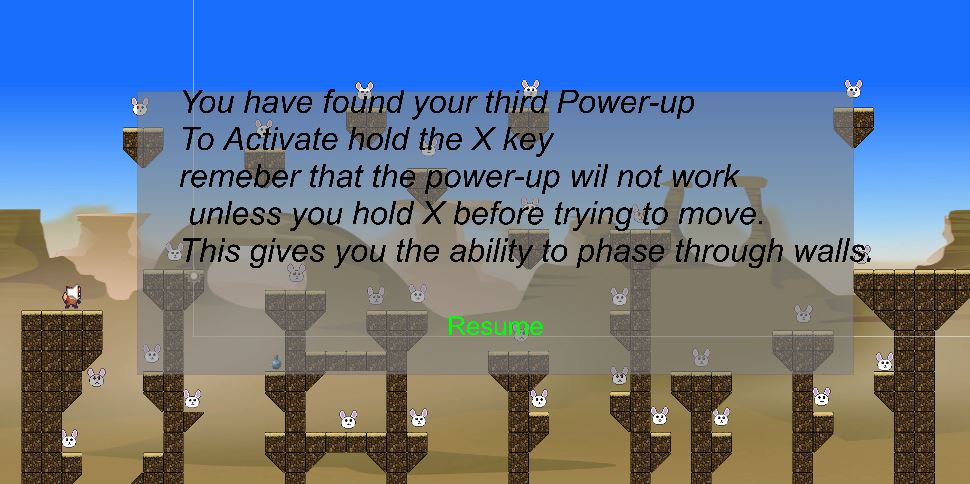 You have found your third Power-up
To Activate hold the X key
remeber that the power-up wil not work
unless you hold X before trying to move.
This gives you the ability to phase through walls.
Resume